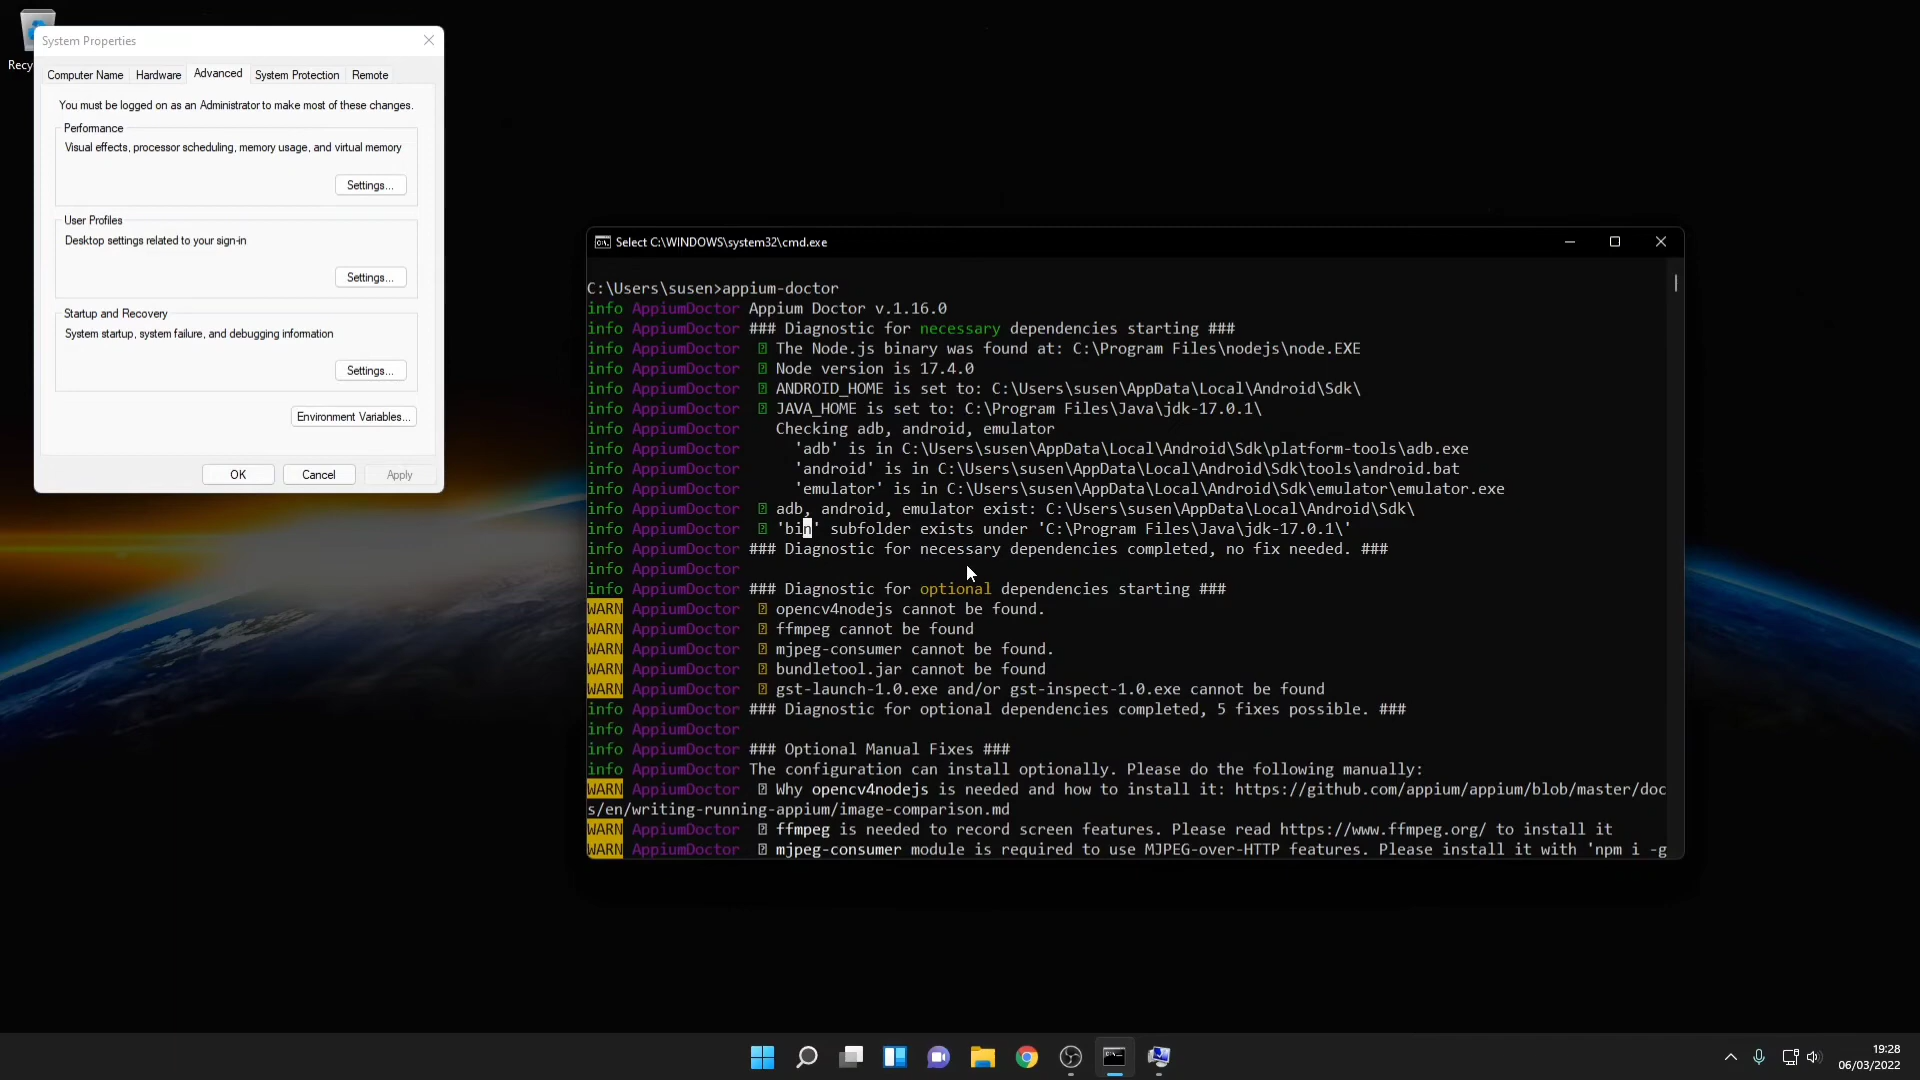 Recy
System Properties
Computer Name Hardware Advanced System Protection Remote
You must be logged on as an Administrator to make most of these changes.
Performance
Visual effects, processor scheduling, memory usage, and virtual memory
Settings...
User Profiles
Desktop settings related to your sign-in
Settings...
Startup and Recovery
System startup, system failure, and debugging information
Settings...
Environment Variables...
OK Cancel Apply
Select C:\WINDOWS\system32\cmd.exe
C:\Users\susen>appium-doctor
info AppiumDoctor Appium Doctor v.1.16.0
info AppiumDoctor ### Diagnostic for necessary dependencies starting ###
info AppiumDoctor The Node.js binary was found at: C:\Program Files\nodejs\node.EXE
info AppiumDoctor Node version is 17.4.0
info AppiumDoctor ANDROID_HOME is set to: C:\Users\susen\AppData\Local\Android\Sdk\
info AppiumDoctor JAVA_HOME is set to: C:\Program Files\Java\jdk-17.0.1\
info AppiumDoctor Checking adb, android, emulator
info AppiumDoctor 'adb' is in C:\Users\susen\AppData\Local\Android\Sdk\platform-tools\adb.exe
info AppiumDoctor 'android' is in C:\Users\susen\AppData\Local\Android\Sdk\tools\android.bat
info AppiumDoctor 'emulator' is in C:\Users\susen\AppData\Local\Android\Sdk\emulator\emulator.exe
info AppiumDoctor adb, android, emulator exist: C:\Users\susen\AppData\Local\Android\Sdk\
info AppiumDoctor 'bin' subfolder exists under 'C:\Program Files\Java\jdk-17.0.1\'
info AppiumDoctor ### Diagnostic for necessary dependencies completed, no fix needed. ###
info AppiumDoctor
info AppiumDoctor ### Diagnostic for optional dependencies starting ###
WARN AppiumDoctor opencv4nodejs cannot be found.
WARN AppiumDoctor ffmpeg cannot be found
WARN AppiumDoctor mjpeg-consumer cannot be found.
WARN AppiumDoctor bundletool.jar cannot be found
WARN AppiumDoctor gst-launch-1.0.exe and/or gst-inspect-1.0.exe cannot be found
info AppiumDoctor ### Diagnostic for optional dependencies completed, 5 fixes possible. ###
info AppiumDoctor
info AppiumDoctor ### Optional Manual Fixes ###
info AppiumDoctor The configuration can install optionally. Please do the following manually:
WARN AppiumDoctor Why opencv4nodejs is needed and how to install it: https://github.com/appium/appium/blob/master/doc
s/en/writing-running-appium/image-comparison.md
WARN AppiumDoctor ffmpeg is needed to record screen features. Please read https://www.ffmpeg.org/ to install it
WARN AppiumDoctor mjpeg-consumer module is required to use MJPEG-over-HTTP features. Please install it with 'npm i -g
19:28
06/03/2022